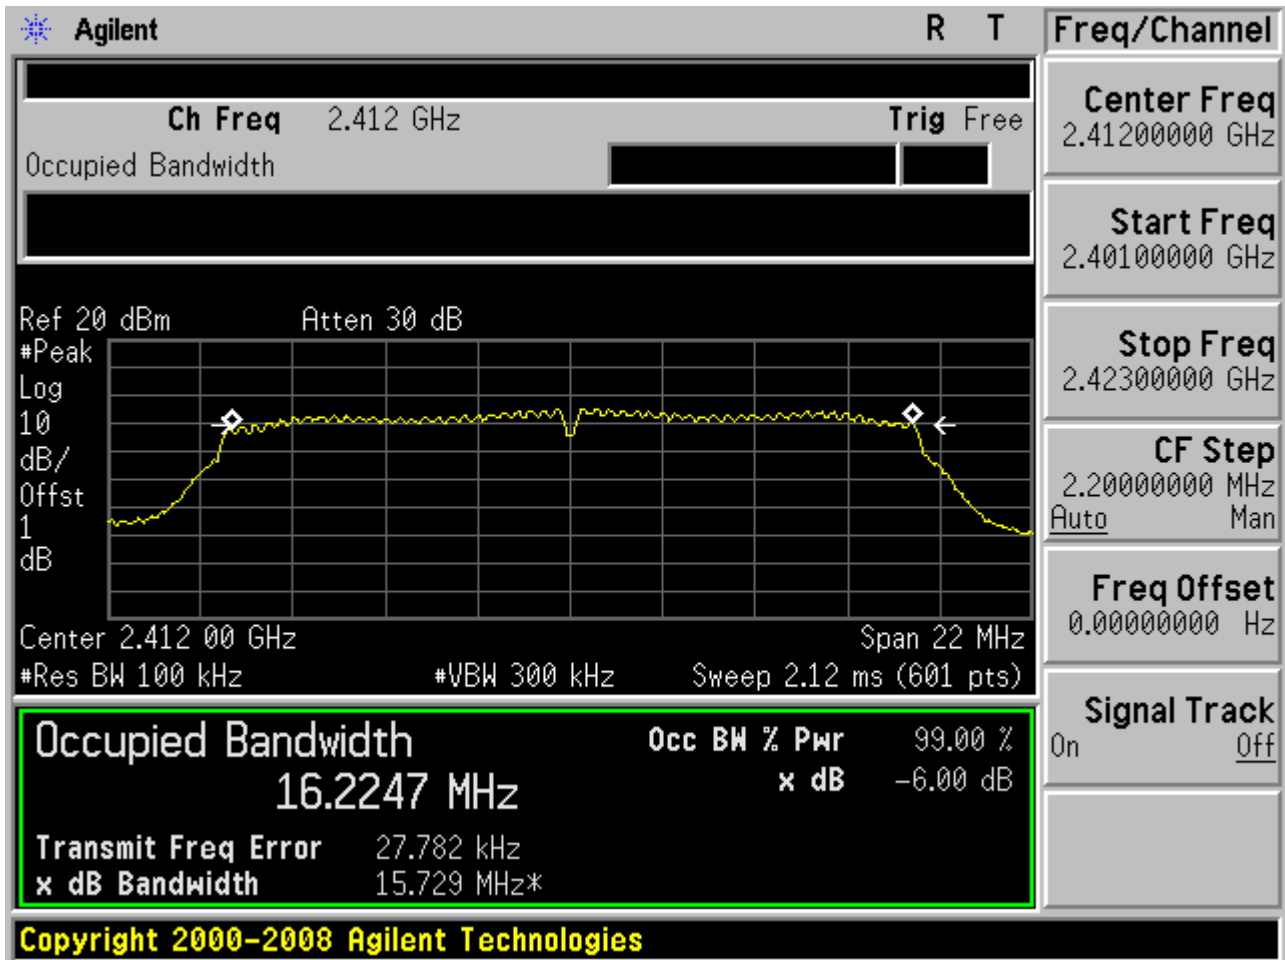 Agilent R T Freq/Channel
Ch Freq 2.412 GHz Trig Free
Occupied Bandwidth
Center Freq
2.41200000 GHz
Start Freq
2.40100000 GHz
Stop Freq
2.42300000 GHz
CF Step
2.20000000 MHz
Auto Man
Freq Offset
0.00000000 Hz
Signal Track
On Off
Ref 20 dBm Atten 30 dB
#Peak
Log
10
dB/
Offst
1
dB
Center 2.412 00 GHz Span 22 MHz
#Res BW 100 kHz #VBW 300 kHz Sweep 2.12 ms (601 pts)
Occupied Bandwidth Occ BW % Pwr 99.00 %
16.2247 MHz x dB -6.00 dB
Transmit Freq Error 27.782 kHz
x dB Bandwidth 15.729 MHz*
Copyright 2000-2008 Agilent Technologies